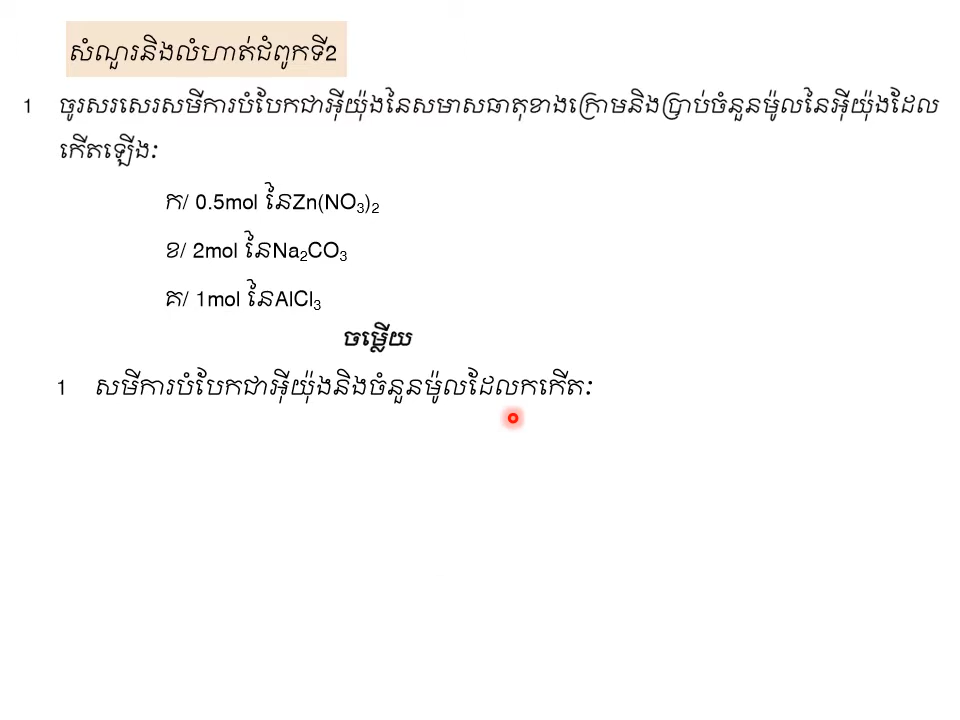 សំណួរនិងលំហាត់ជំពូកទី2
1 ចូរសរសេរសមីការបំបែកជាអ៊ីយ៉ុងនៃសមាសធាតុខាងក្រោមនិងប្រាប់ចំនួនម៉ូលនៃអ៊ីយ៉ុងដែល
កើតឡើងៈ
ក/ 0.5mol នៃZn(NO₃)₂
ខ/ 2mol នៃNa₂CO₃
គ/ 1mol នៃAlCl₃
ចម្លើយ
1 សមីការបំបែកជាអ៊ីយ៉ុងនិងចំនួនម៉ូលដែលកកើតៈ